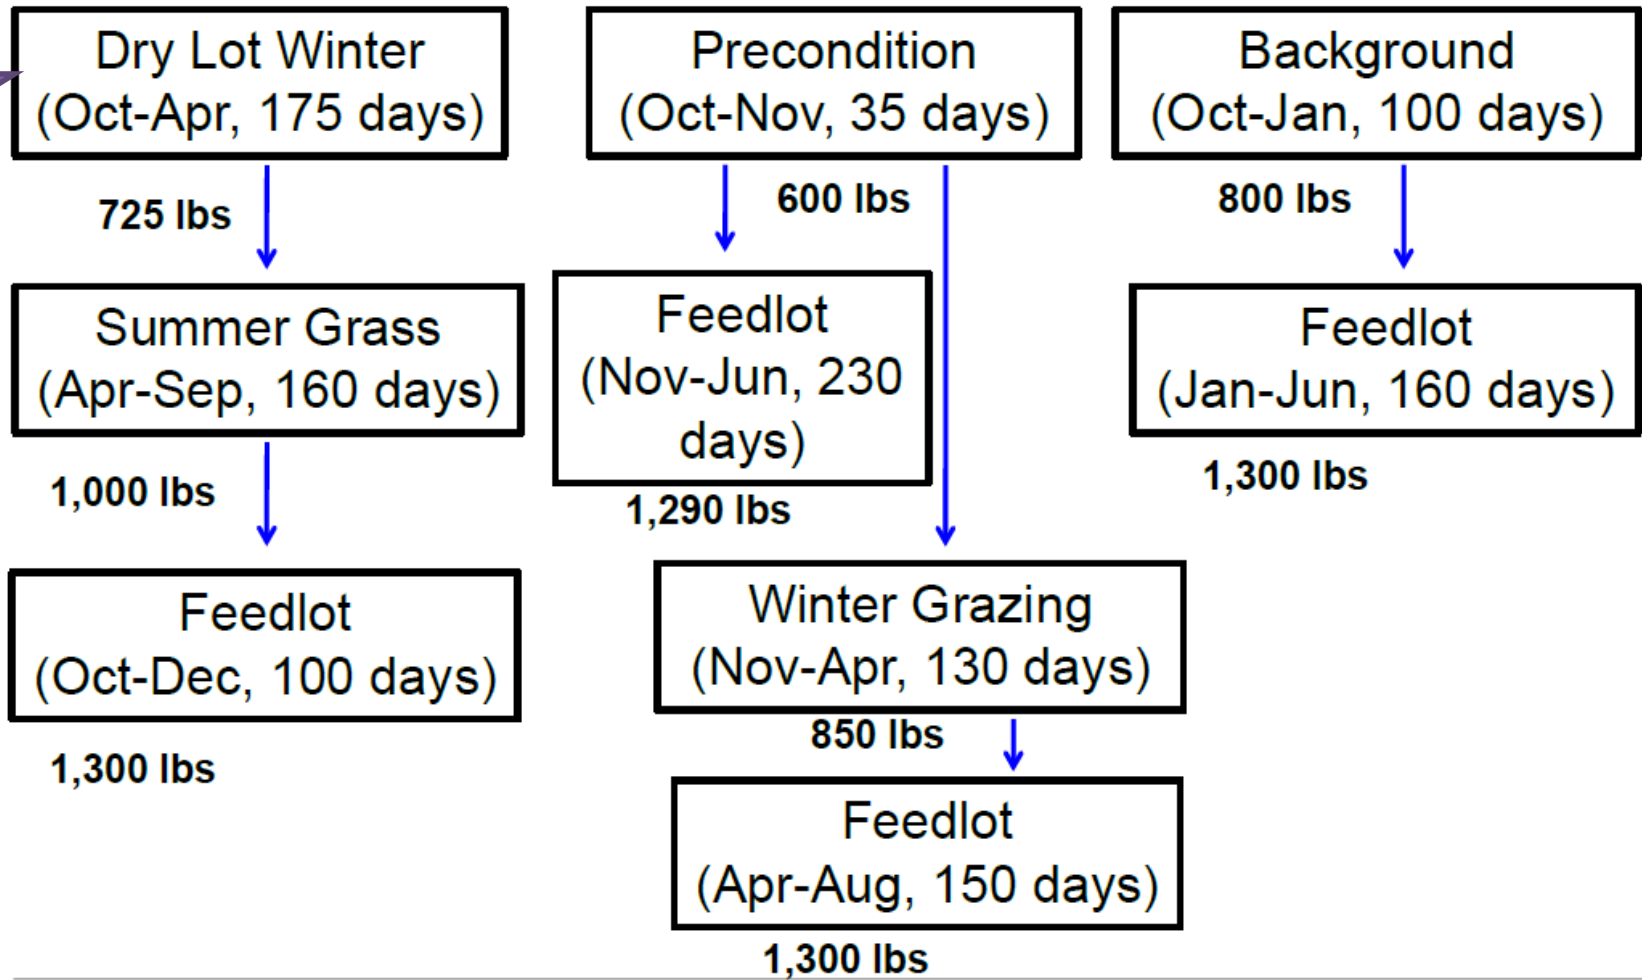 Dry Lot Winter
(Oct-Apr, 175 days)
725 lbs
Summer Grass
(Apr-Sep, 160 days)
1,000 lbs
Feedlot
(Oct-Dec, 100 days)
1,300 lbs
Precondition
(Oct-Nov, 35 days)
600 lbs
Feedlot
(Nov-Jun, 230
days)
1,290 lbs
Winter Grazing
(Nov-Apr, 130 days)
850 lbs
Feedlot
(Apr-Aug, 150 days)
1,300 lbs
Background
(Oct-Jan, 100 days)
800 lbs
Feedlot
(Jan-Jun, 160 days)
1,300 lbs